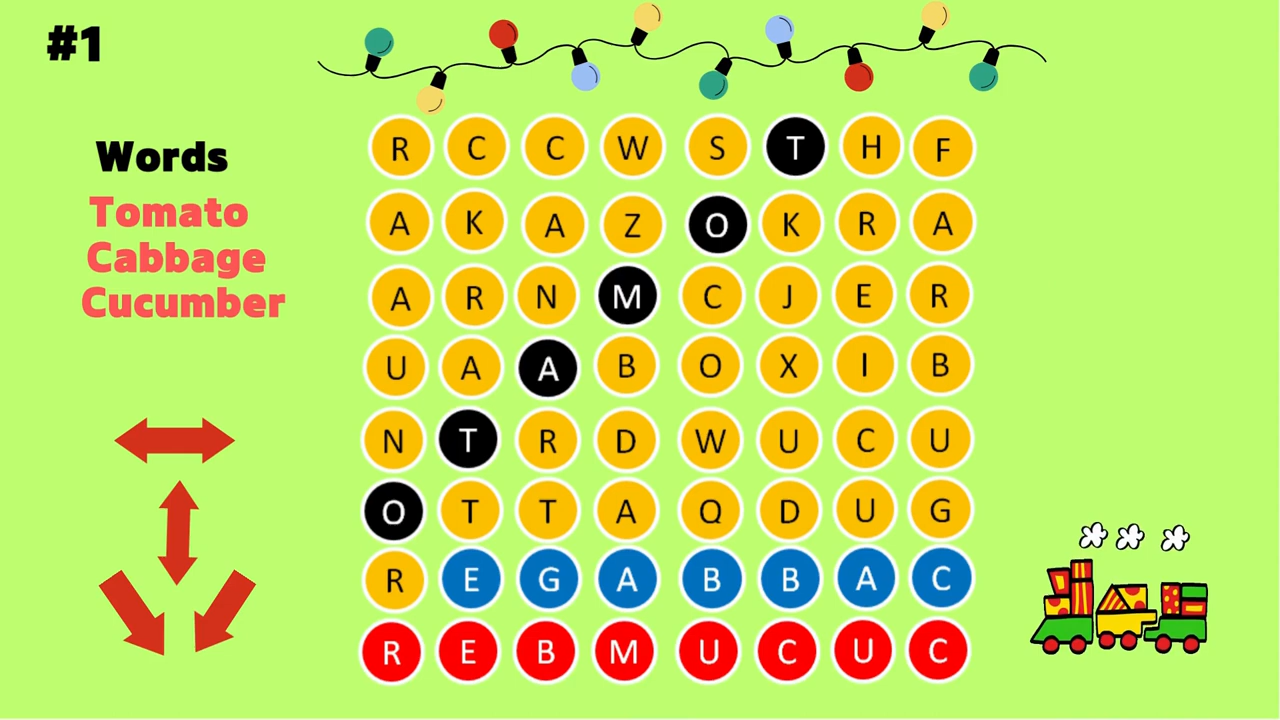 #1
Words
Tomato
Cabbage
Cucumber
R C C W S T H F
A K A Z O K R A
A R N M C J E R
U A A B O X I B
N T R D W U C U
O T T A Q D U G
R E G A B B A C
R E B M U C U C